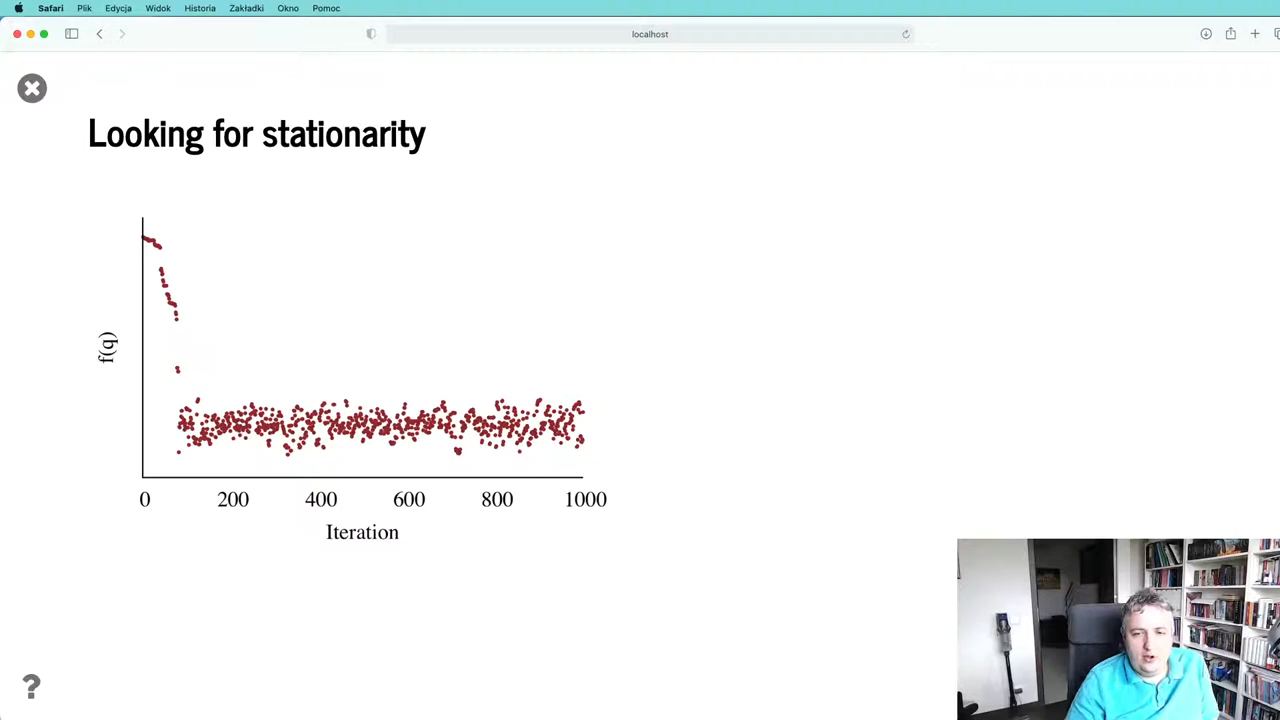 Safari Plik Edycja Widok Historia Zakładki Okno Pomoc
localhost
Looking for stationarity
f(q)
0 200 400 600 800 1000
Iteration
?